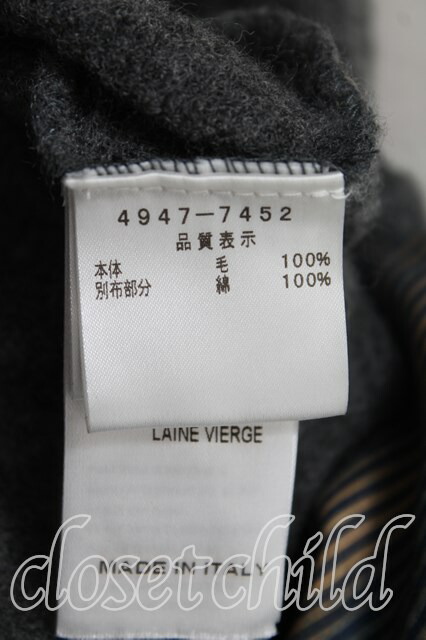 4947-7452
品質表示
本体 毛 100%
別布部分 綿 100%
LAINE VIERGE
MADE IN ITALY
closet child